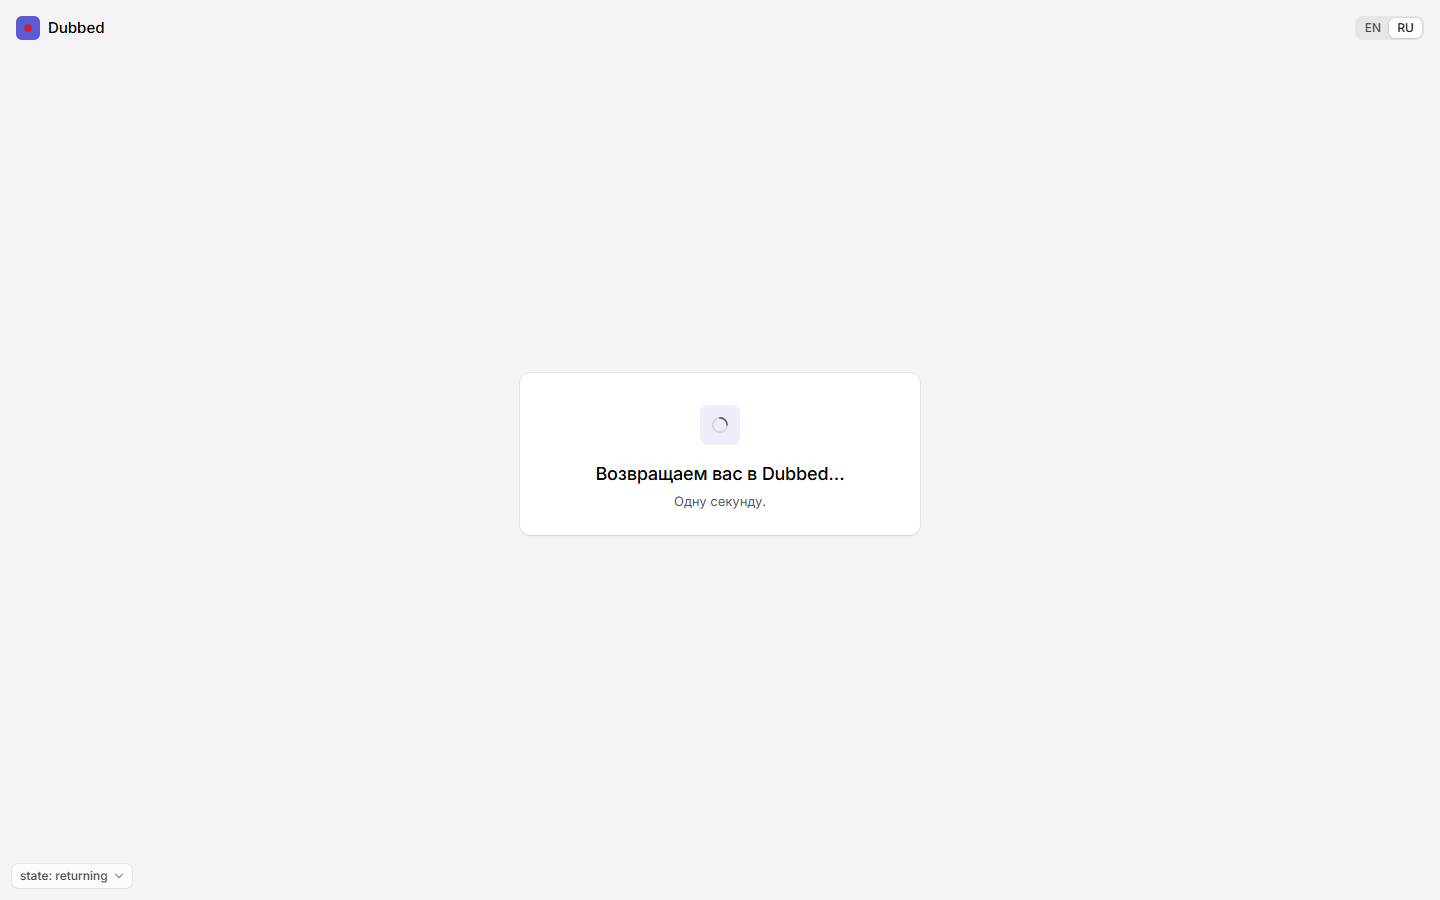 Dubbed
EN RU
Возвращаем вас в Dubbed...
Одну секунду.
state: returning